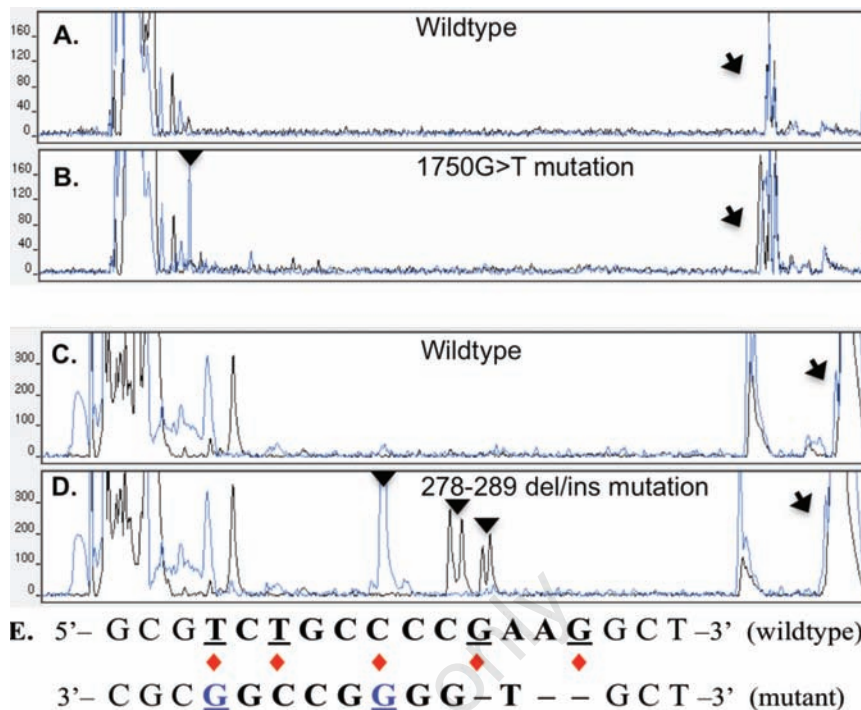 A. Wildtype
160
120
80
40
0
B. 1750G>T mutation
160
120
80
40
0
C. Wildtype
300
200
100
0
D. 278-289 del/ins mutation
300
200
100
0
only
E. 5’– G C G T C T G C C C C G A A G G C T –3’ (wildtype)
3’– C G C G G C C G G G G – T – – G C T –3’ (mutant)